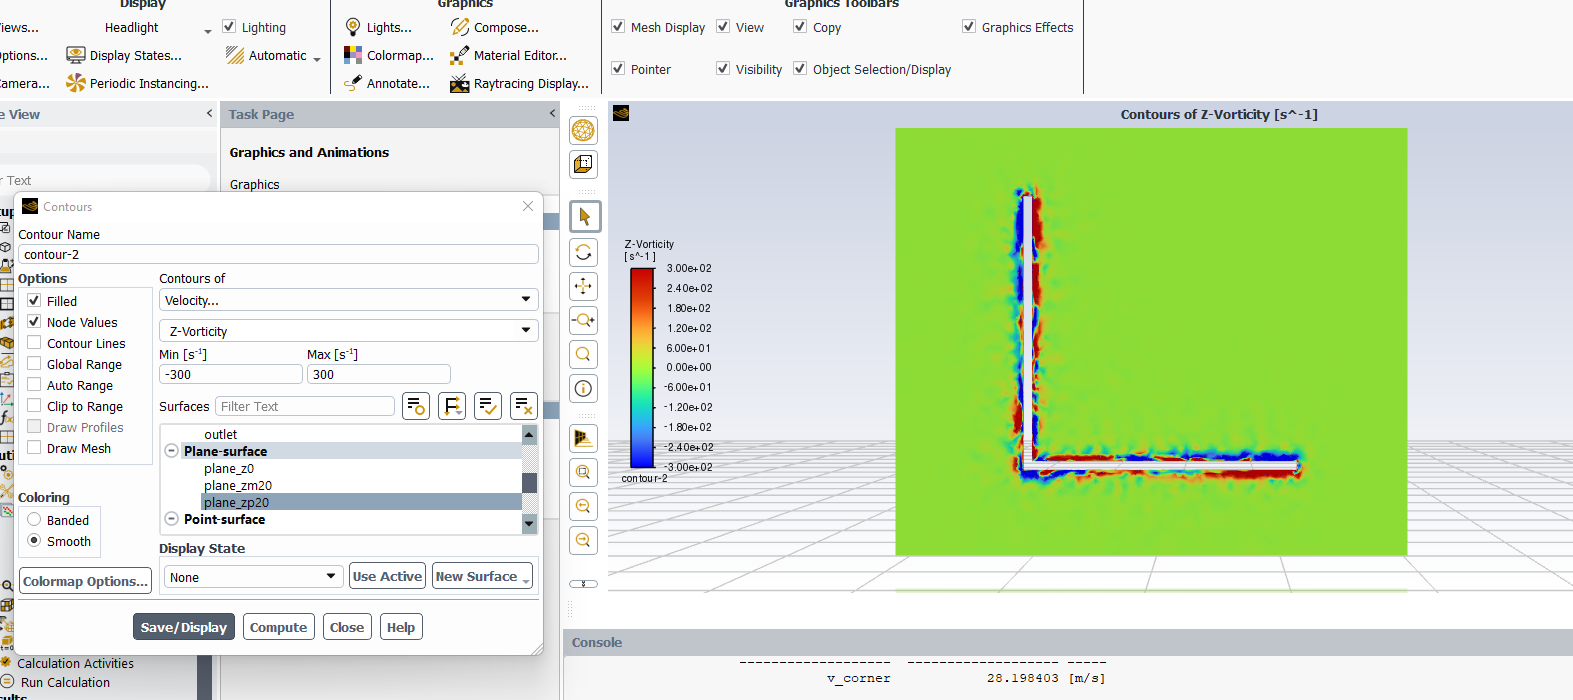 Display
Graphics
Graphics Toolbars
iews...
Headlight
Lighting
Lights...
Compose...
Mesh Display
View
Copy
Graphics Effects
ptions...
Display States...
Automatic
Colormap...
Material Editor...
Pointer
Visibility
Object Selection/Display
amera...
Periodic Instancing...
Annotate...
Raytracing Display...
e View
<
Task Page
<
Graphics and Animations
r Text
Graphics
Contours
Contour Name
contour-2
Options
Filled
Node Values
Contour Lines
Global Range
Auto Range
Clip to Range
Draw Profiles
Draw Mesh
Coloring
Banded
Smooth
Colormap Options...
Contours of
Velocity...
Z-Vorticity
Min [s⁻¹]
Max [s⁻¹]
-300
300
Surfaces
Filter Text
outlet
Plane-surface
plane_z0
plane_zm20
plane_zp20
Point-surface
Display State
None
Use Active
New Surface
Save/Display
Compute
Close
Help
Calculation Activities
Run Calculation
Contours of Z-Vorticity [s^-1]
Z-Vorticity
[s^-1 ]
3.00e+02
2.40e+02
1.80e+02
1.20e+02
6.00e+01
0.00e+00
-6.00e+01
-1.20e+02
-1.80e+02
-2.40e+02
-3.00e+02
contour-2
Console
-------------------- -------------------- -----
v_corner 28.198403 [m/s]